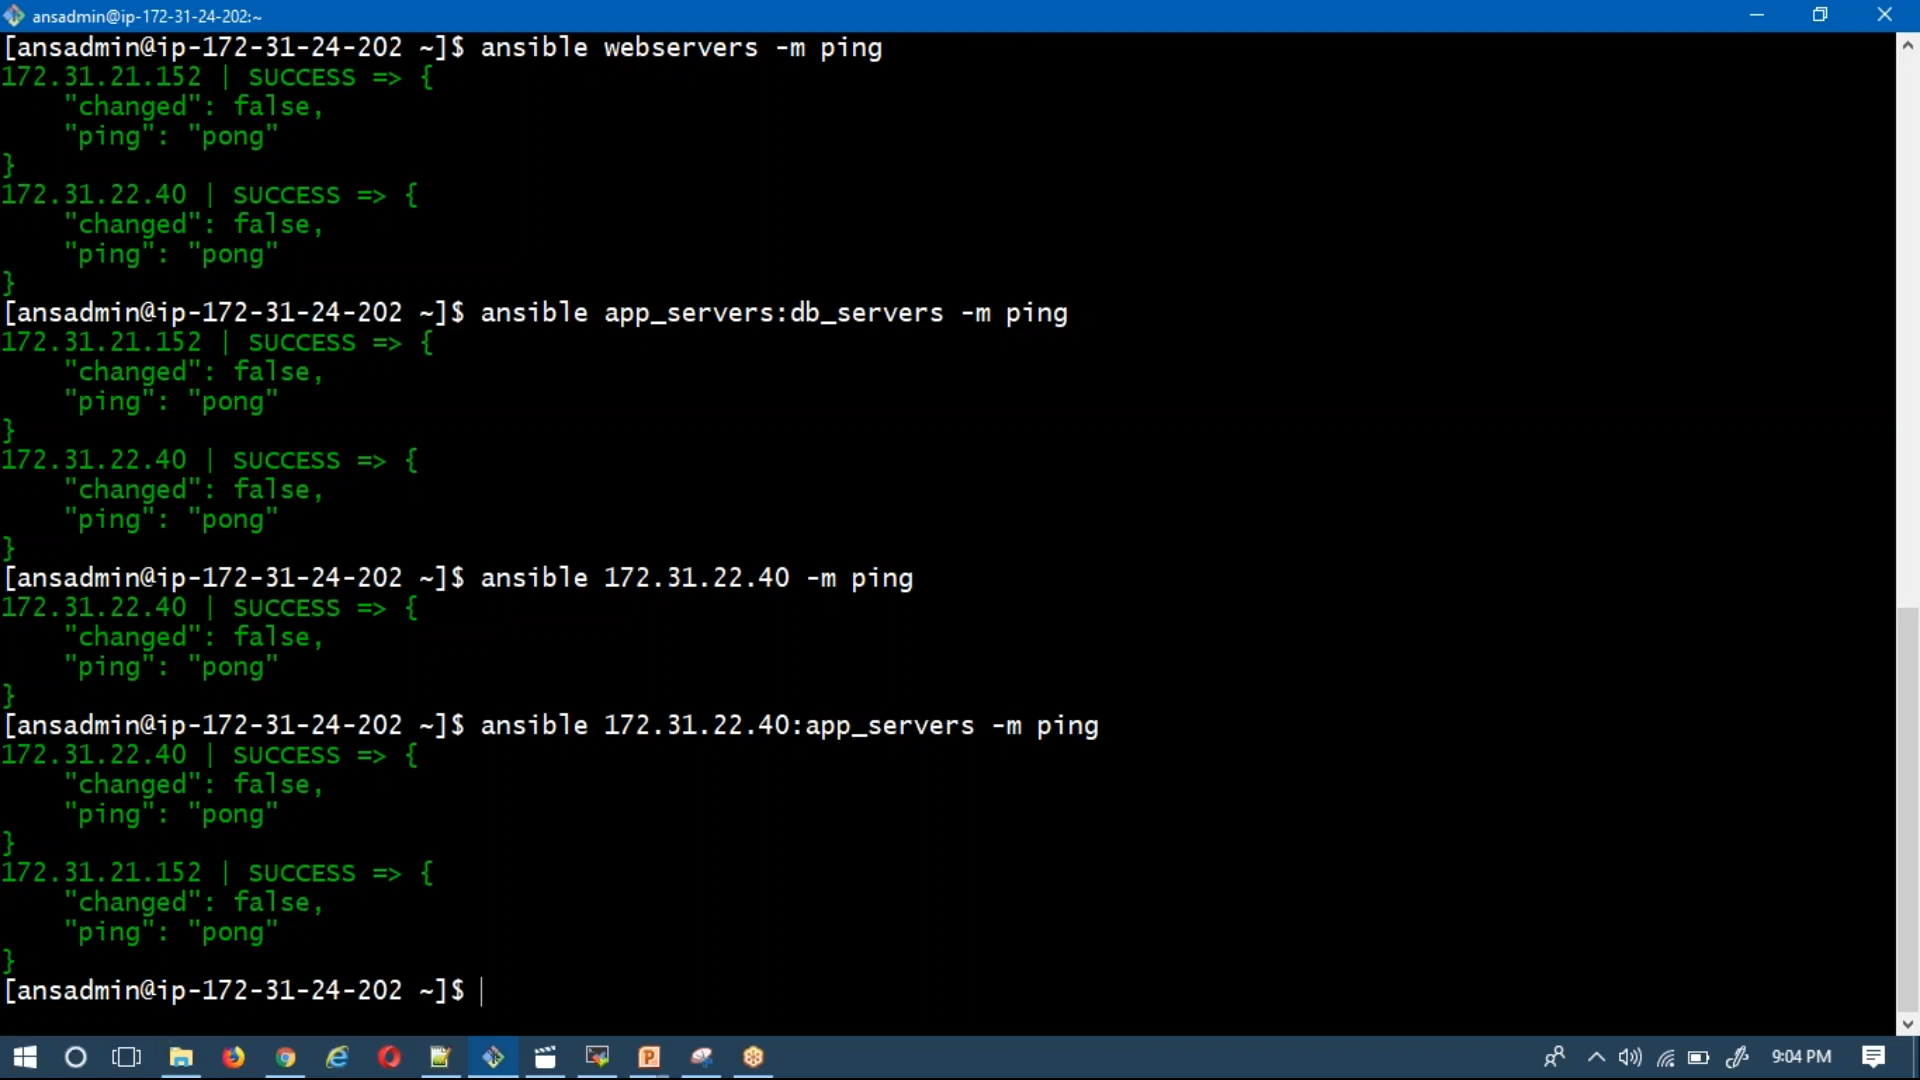 ansadmin@ip-172-31-24-202:~
[ansadmin@ip-172-31-24-202 ~]$ ansible webservers -m ping
172.31.21.152 | SUCCESS => {
    "changed": false,
    "ping": "pong"
}
172.31.22.40 | SUCCESS => {
    "changed": false,
    "ping": "pong"
}
[ansadmin@ip-172-31-24-202 ~]$ ansible app_servers:db_servers -m ping
172.31.21.152 | SUCCESS => {
    "changed": false,
    "ping": "pong"
}
172.31.22.40 | SUCCESS => {
    "changed": false,
    "ping": "pong"
}
[ansadmin@ip-172-31-24-202 ~]$ ansible 172.31.22.40 -m ping
172.31.22.40 | SUCCESS => {
    "changed": false,
    "ping": "pong"
}
[ansadmin@ip-172-31-24-202 ~]$ ansible 172.31.22.40:app_servers -m ping
172.31.22.40 | SUCCESS => {
    "changed": false,
    "ping": "pong"
}
172.31.21.152 | SUCCESS => {
    "changed": false,
    "ping": "pong"
}
[ansadmin@ip-172-31-24-202 ~]$
9:04 PM